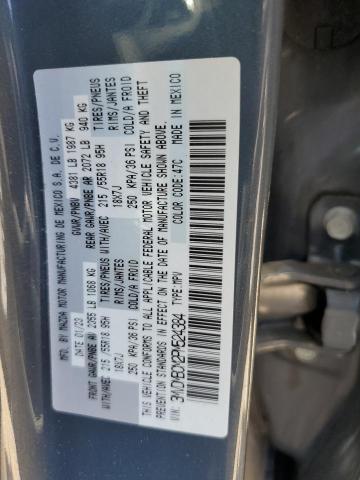 MFD. BY MAZDA MOTOR MANUFACTURING DE MEXICO S.A. DE C.V.
DATE 01/23 GVWR/PNBV 4381 LB 1987 KG
FRONT GAWR/PNBE AV 2355 LB 1068 KG REAR GAWR/PNBE AR 2072 LB 940 KG
WITH/AVEC 215 /55R18 95H TIRES/PNEUS WITH/AVEC 215 /55R18 95H TIRES/PNEUS
18X7J RIMS/JANTES 18X7J RIMS/JANTES
250 KPA/36 PSI COLD/A FROID 250 KPA/36 PSI COLD/A FROID
THIS VEHICLE CONFORMS TO ALL APPLICABLE FEDERAL MOTOR VEHICLE SAFETY AND THEFT
PREVENTION STANDARDS IN EFFECT ON THE DATE OF MANUFACTURE SHOWN ABOVE.
COLOR CODE:47C MADE IN MEXICO
VIN: TYPE:MPV